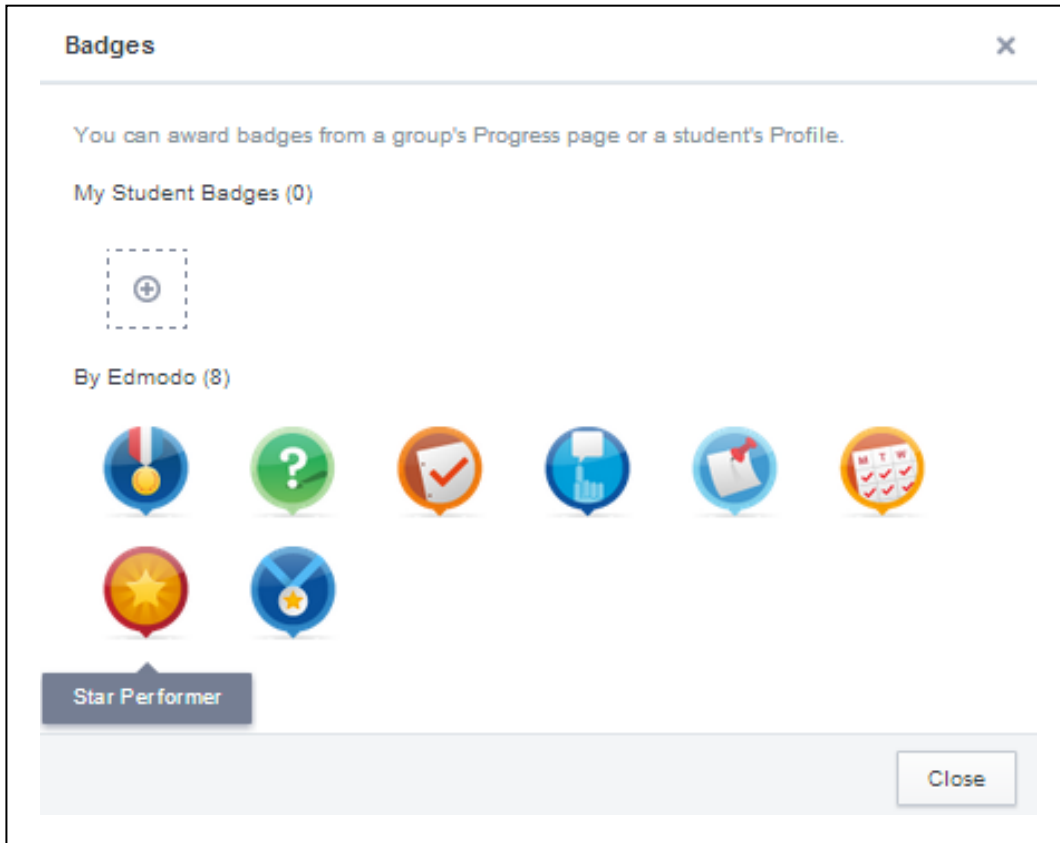 Badges
You can award badges from a group's Progress page or a student's Profile.
My Student Badges (0)
By Edmodo (8)
?
M T W
Star Performer
Close